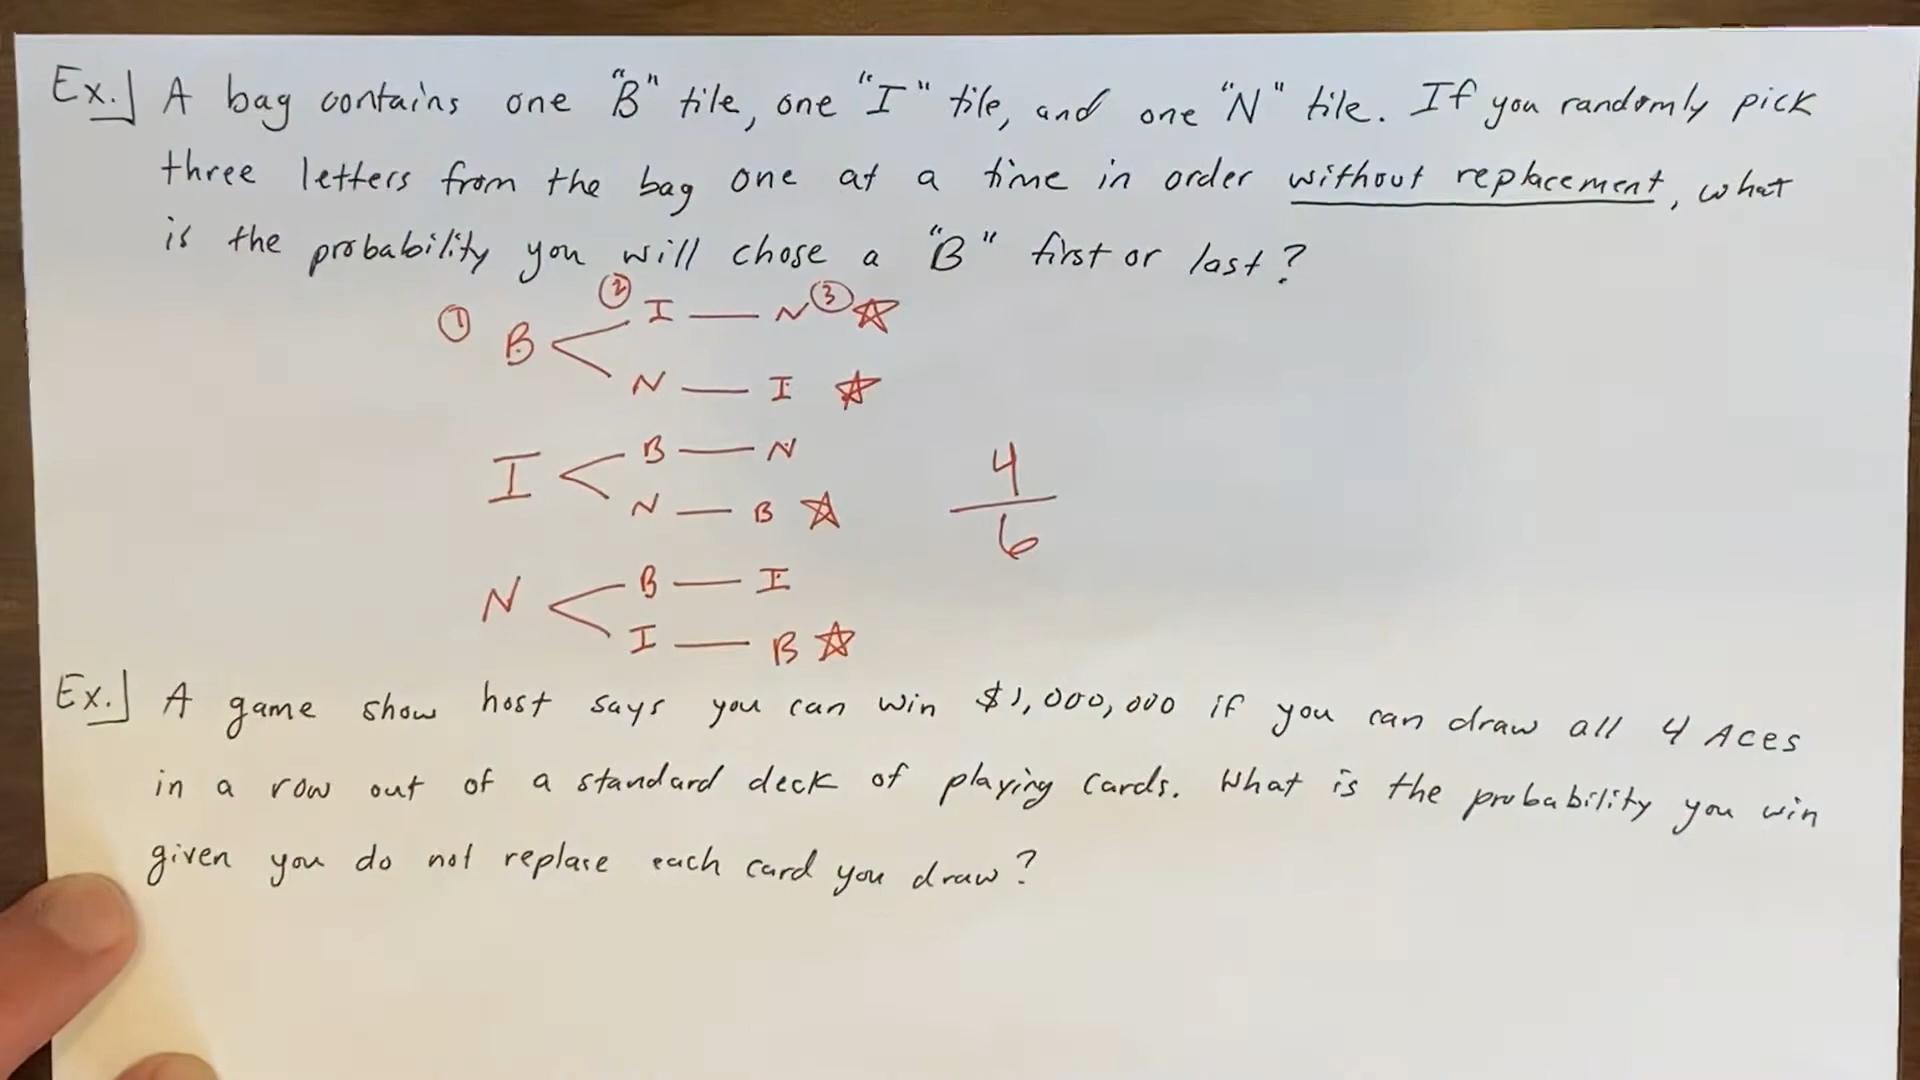 Ex.] A bag contains one "B" tile, one "I" tile, and one "N" tile. If you randomly pick
three letters from the bag one at a time in order without replacement, what
is the probability you will chose a "B" first or last?
① B ② I — N ③ ☆
N — I ☆
I B — N
N — B ☆
4
6
N B — I
I — B ☆
Ex.] A game show host says you can win $1,000,000 if you can draw all 4 Aces
in a row out of a standard deck of playing cards. What is the probability you win
given you do not replace each card you draw?